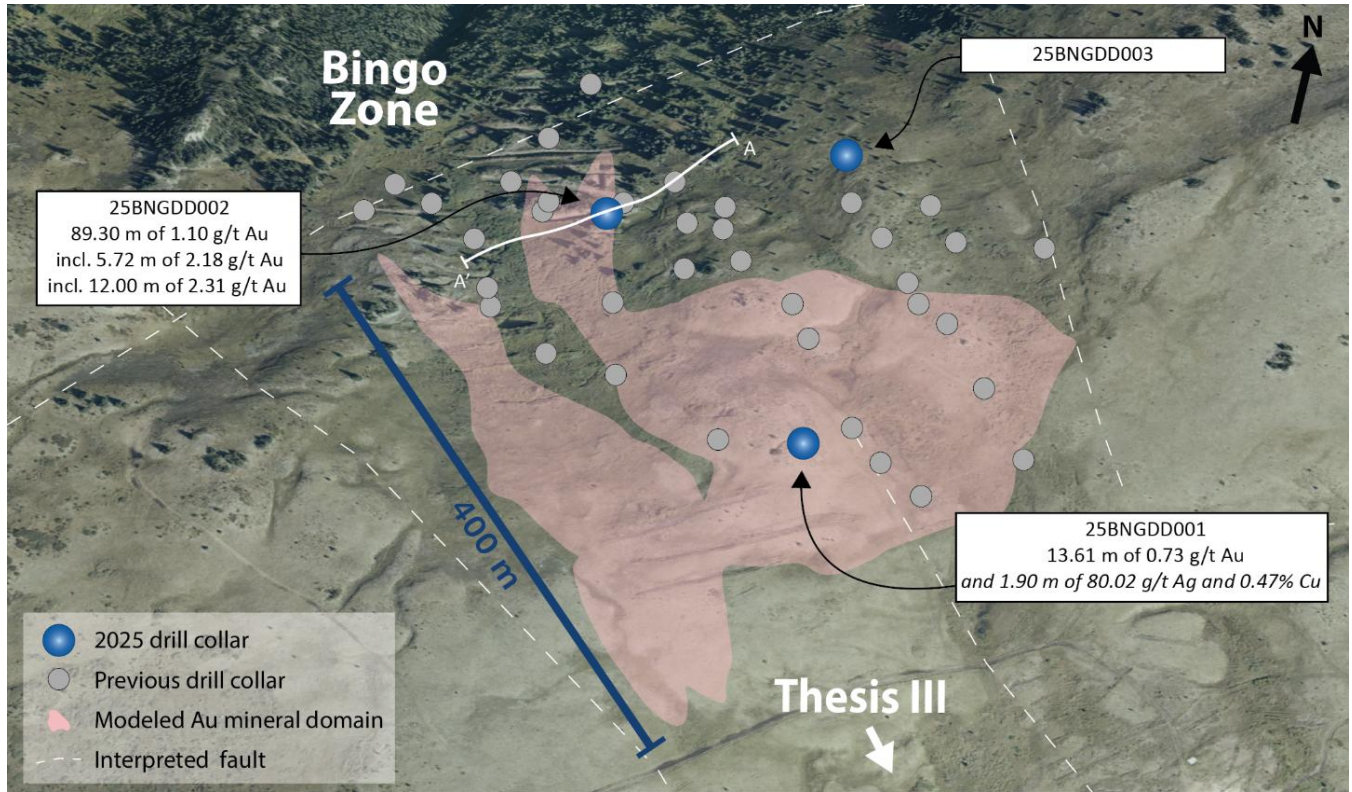 Bingo
Zone
N
25BNGDD003
A
25BNGDD002
89.30 m of 1.10 g/t Au
incl. 5.72 m of 2.18 g/t Au
incl. 12.00 m of 2.31 g/t Au
A'
400 m
25BNGDD001
13.61 m of 0.73 g/t Au
and 1.90 m of 80.02 g/t Ag and 0.47% Cu
2025 drill collar
Previous drill collar
Modeled Au mineral domain
Interpreted fault
Thesis III